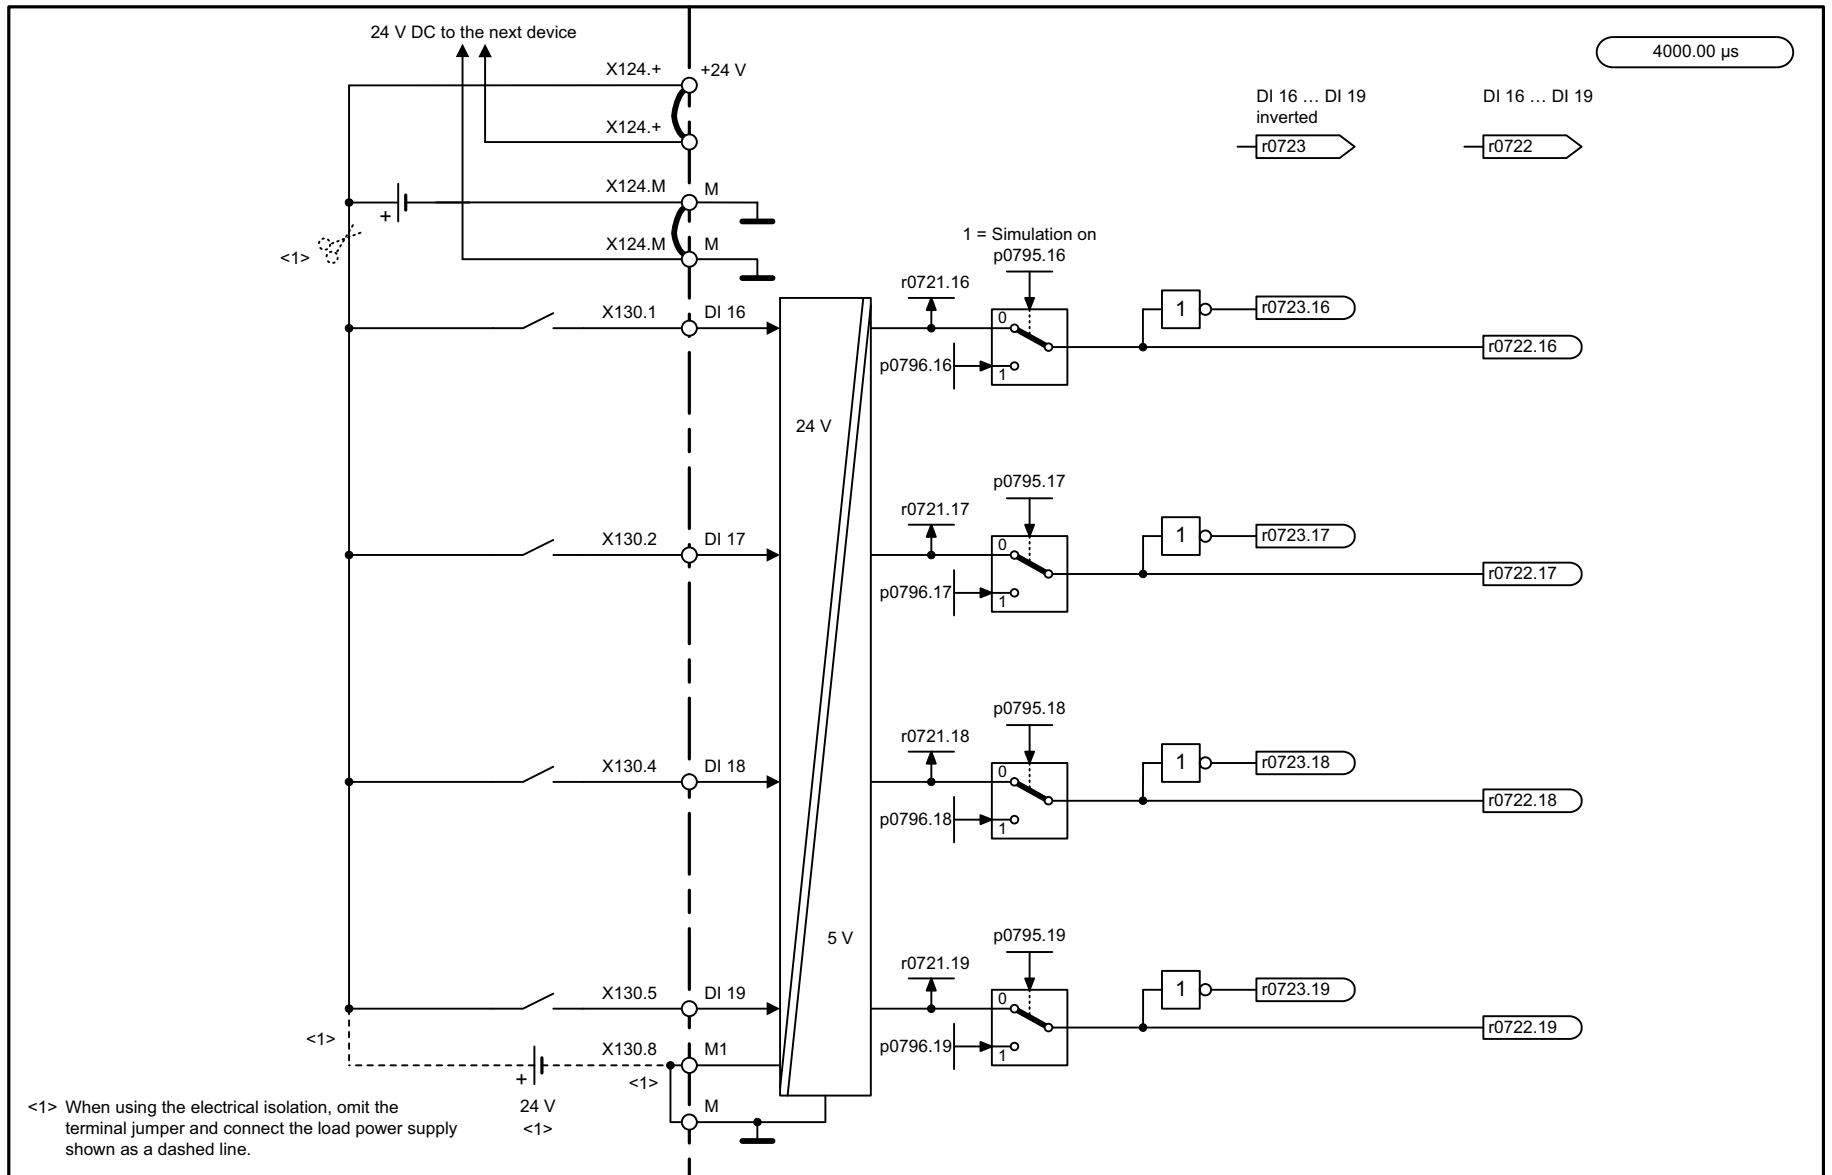 24 V DC to the next device
4000.00 µs
X124.+ +24 V
DI 16 … DI 19
inverted
DI 16 … DI 19
X124.+
r0723
r0722
X124.M M
+
<1>
X124.M M
1 = Simulation on
p0795.16
r0721.16
X130.1 DI 16
0
1
r0723.16
r0722.16
p0796.16
1
24 V
p0795.17
r0721.17
X130.2 DI 17
0
1
r0723.17
r0722.17
p0796.17
1
p0795.18
r0721.18
X130.4 DI 18
0
1
r0723.18
r0722.18
p0796.18
1
5 V
p0795.19
r0721.19
X130.5 DI 19
0
1
r0723.19
r0722.19
<1>
p0796.19
1
X130.8 M1
+
<1>
24 V
<1>
M
<1> When using the electrical isolation, omit the
terminal jumper and connect the load power supply
shown as a dashed line.